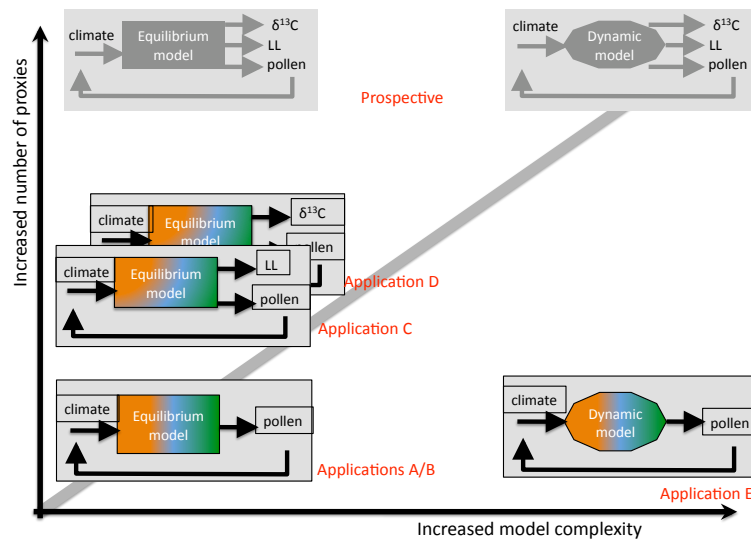 climate
Equilibrium
model
δ13C
LL
pollen
climate
Dynamic
model
δ13C
LL
pollen
Prospective
Increased number of proxies
climate
Equilibrium
model
δ13C
pollen
Application D
climate
Equilibrium
model
LL
pollen
Application C
climate
Equilibrium
model
pollen
Applications A/B
climate
Dynamic
model
pollen
Application E
Increased model complexity